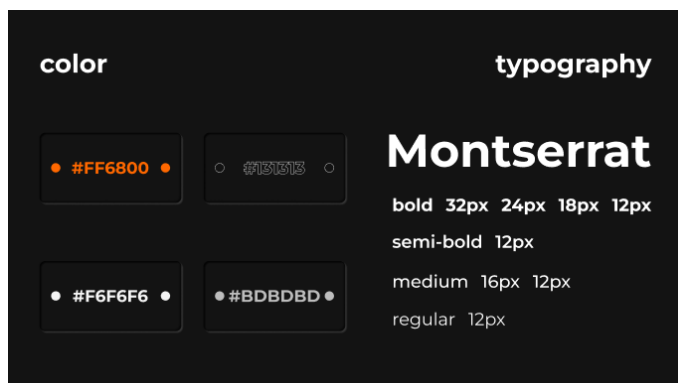 color
typography
#FF6800
#131313
#F6F6F6
#BDBDBD
Montserrat
bold 32px 24px 18px 12px
semi-bold 12px
medium 16px 12px
regular 12px